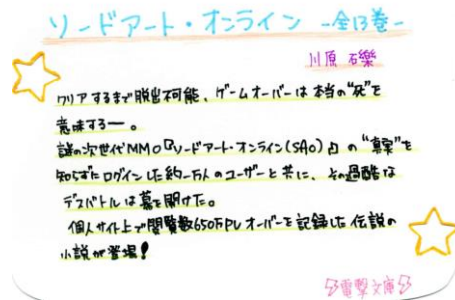 ソードアート・オンライン -全13巻-
川原 礫
クリアするまで脱出不可能、ゲームオーバーは本当の“死”を
意味するー。
謎の次世代MMO『ソードアート・オンライン(SAO)』の“真実”を
知らずにログインした約一万人のユーザーと共に、その過酷な
デスバトルは幕を開けた。
個人サイト上で閲覧数650万PVオーバーを記録した伝説の
小説が登場!
電撃文庫